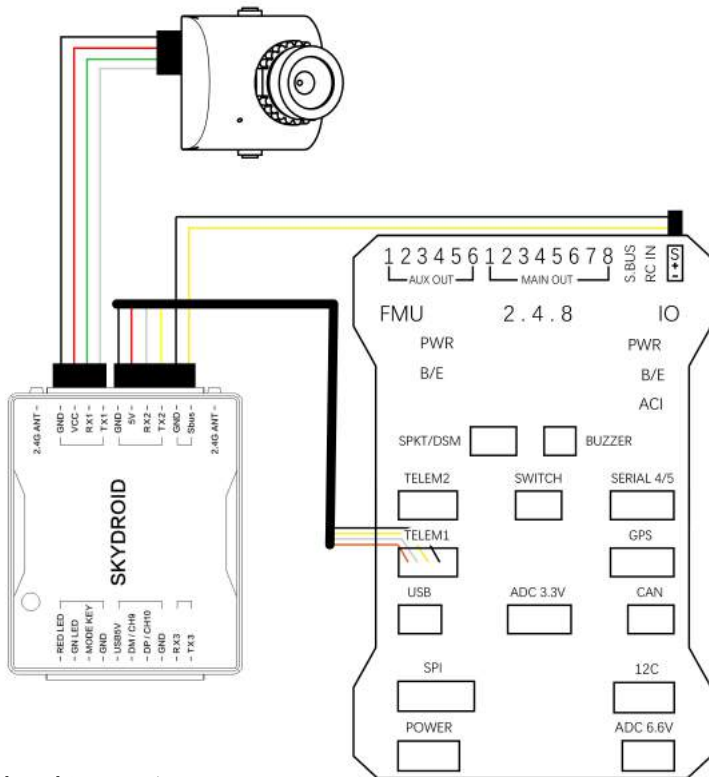 1 2 3 4 5 6 1 2 3 4 5 6 7 8
AUX OUT MAIN OUT
S.BUS
RC IN
S + -
FMU 2 . 4 . 8 IO
PWR PWR
B/E B/E
ACI
SPKT/DSM BUZZER
TELEM2 SWITCH SERIAL 4/5
TELEM1 GPS
USB ADC 3.3V CAN
SPI 12C
POWER ADC 6.6V
2.4G ANT
GND
VCC
RX1
TX1
GND
5V
RX2
TX2
GND
Sbus
2.4G ANT
SKYDROID
RED LED
GN LED
MODE KEY
GND
USB5V
DM / CH9
DP / CH10
GND
RX3
TX3